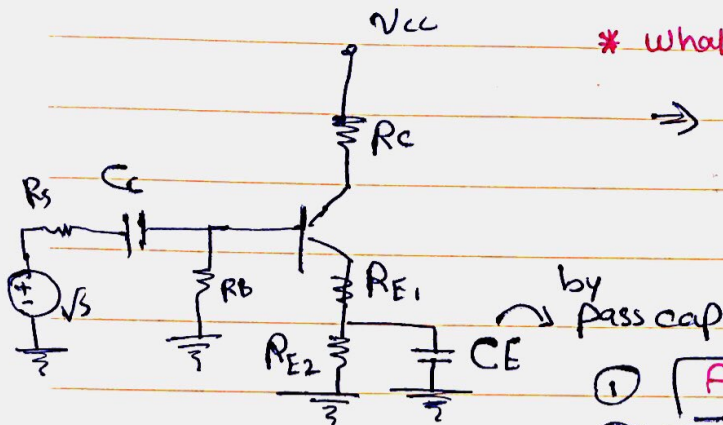 Vcc
* what
⇒
Rc
Rs
Cc
+
-
Vs
RB
RE1
RE2
CE
by
pass cap
①